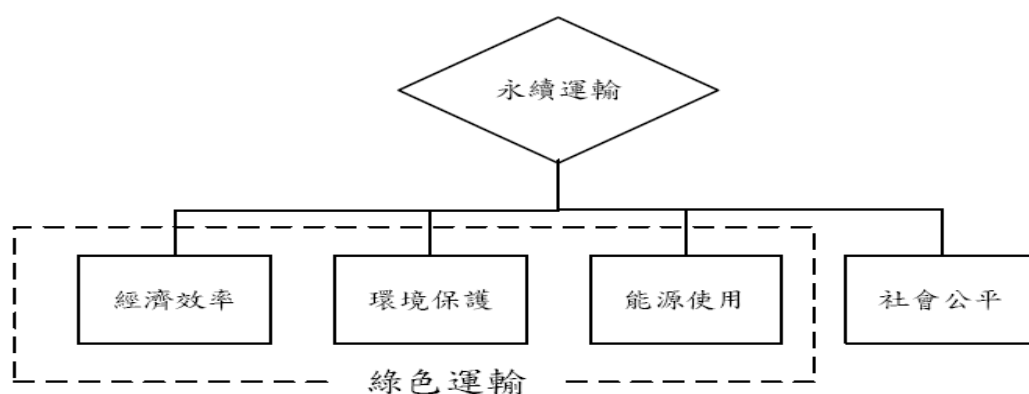 永續運輸
經濟效率
環境保護
能源使用
社會公平
綠色運輸